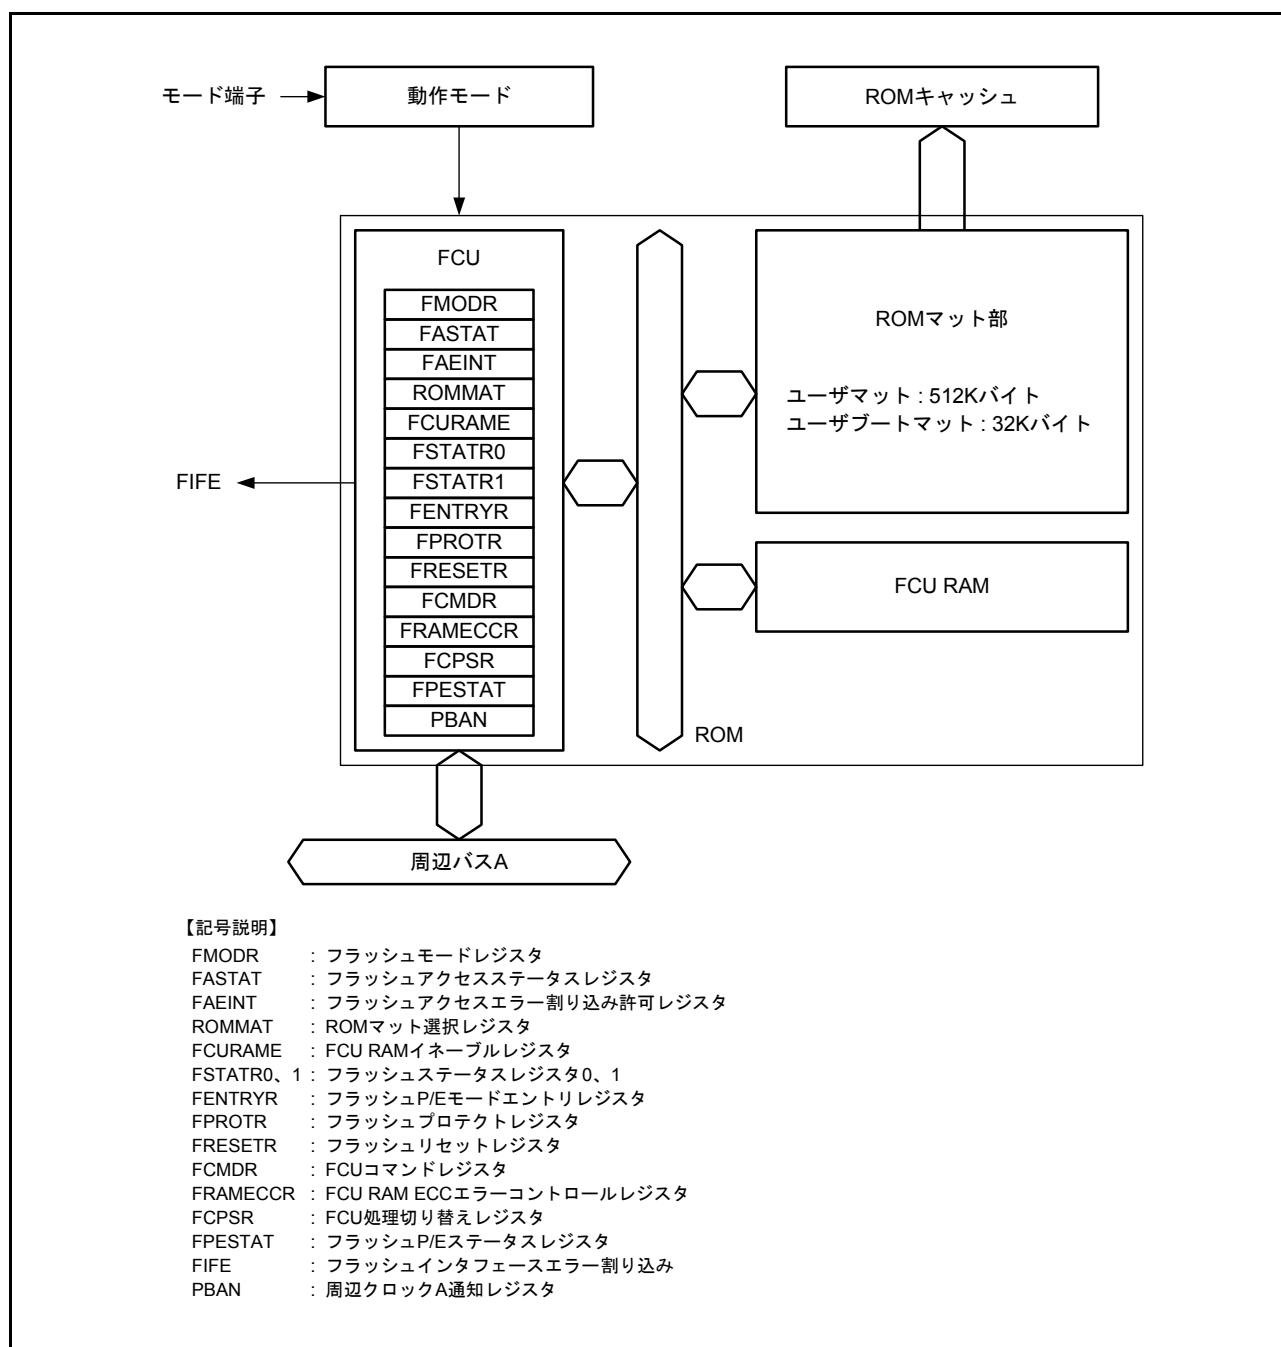 モード端子
動作モード
ROMキャッシュ
FCU
FMODR
FASTAT
FAEINT
ROMMAT
FCURAME
FSTATR0
FSTATR1
FENTRYR
FPROTR
FRESETR
FCMDR
FRAMECCR
FCPSR
FPESTAT
PBAN
FIFE
ROMマット部
ユーザマット : 512Kバイト
ユーザブートマット : 32Kバイト
FCU RAM
ROM
周辺バスA
【記号説明】
FMODR : フラッシュモードレジスタ
FASTAT : フラッシュアクセスステータスレジスタ
FAEINT : フラッシュアクセスエラー割り込み許可レジスタ
ROMMAT : ROMマット選択レジスタ
FCURAME : FCU RAMイネーブルレジスタ
FSTATR0、1 : フラッシュステータスレジスタ0、1
FENTRYR : フラッシュP/Eモードエントリレジスタ
FPROTR : フラッシュプロテクトレジスタ
FRESETR : フラッシュリセットレジスタ
FCMDR : FCUコマンドレジスタ
FRAMECCR : FCU RAM ECCエラーコントロールレジスタ
FCPSR : FCU処理切り替えレジスタ
FPESTAT : フラッシュP/Eステータスレジスタ
FIFE : フラッシュインタフェースエラー割り込み
PBAN : 周辺クロックA通知レジスタ